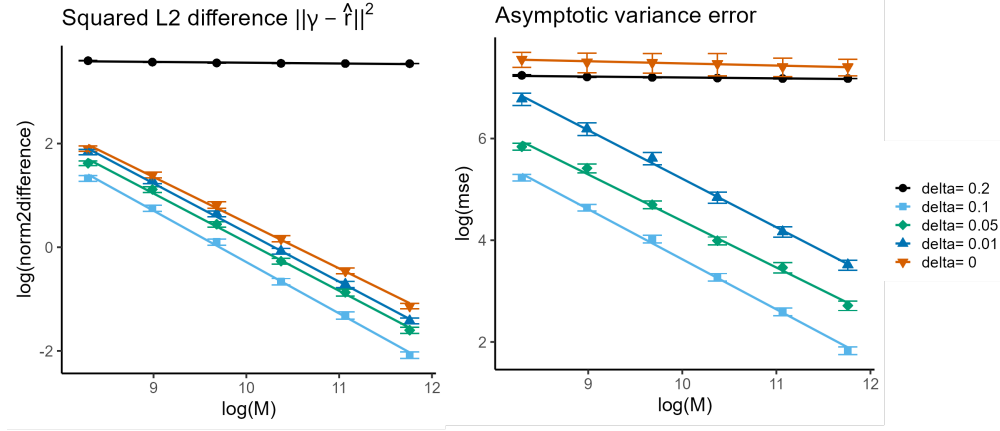 Squared L2 difference ||γ − r̂||²
log(norm2difference)
2
0
-2
9
10
11
12
log(M)
Asymptotic variance error
log(mse)
6
4
2
9
10
11
12
log(M)
delta= 0.2
delta= 0.1
delta= 0.05
delta= 0.01
delta= 0